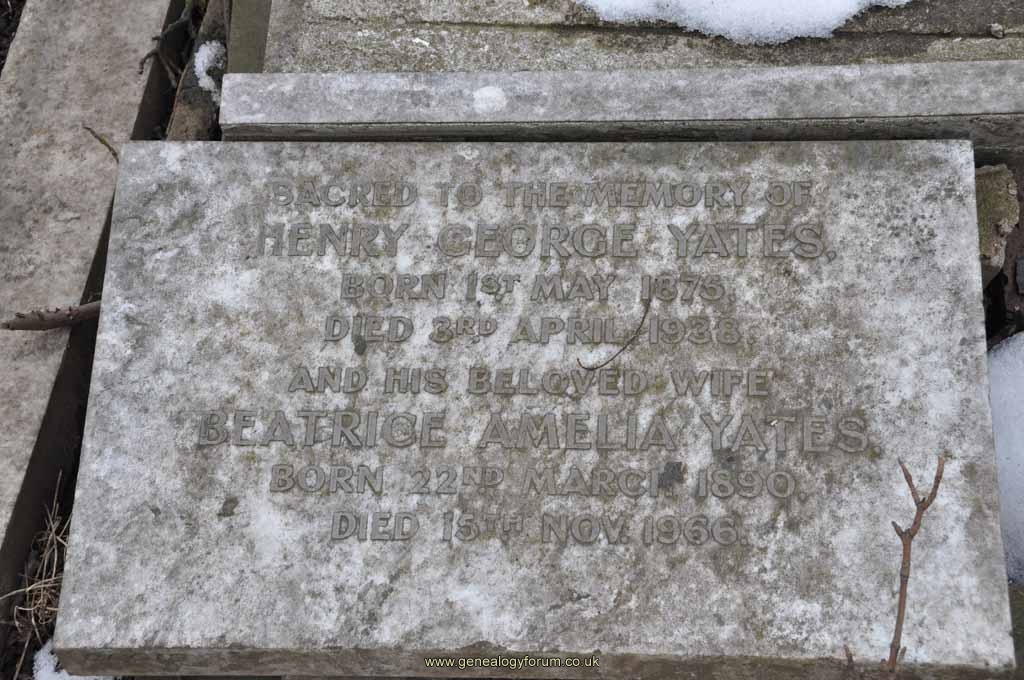 SACRED TO THE MEMORY OF
HENRY GEORGE YATES,
BORN 1ST MAY 1875.
DIED 3RD APRIL 1938.
AND HIS BELOVED WIFE
BEATRICE AMELIA YATES
BORN 22ND MARCH 1890.
DIED 15TH NOV. 1966.
www.genealogyforum.co.uk